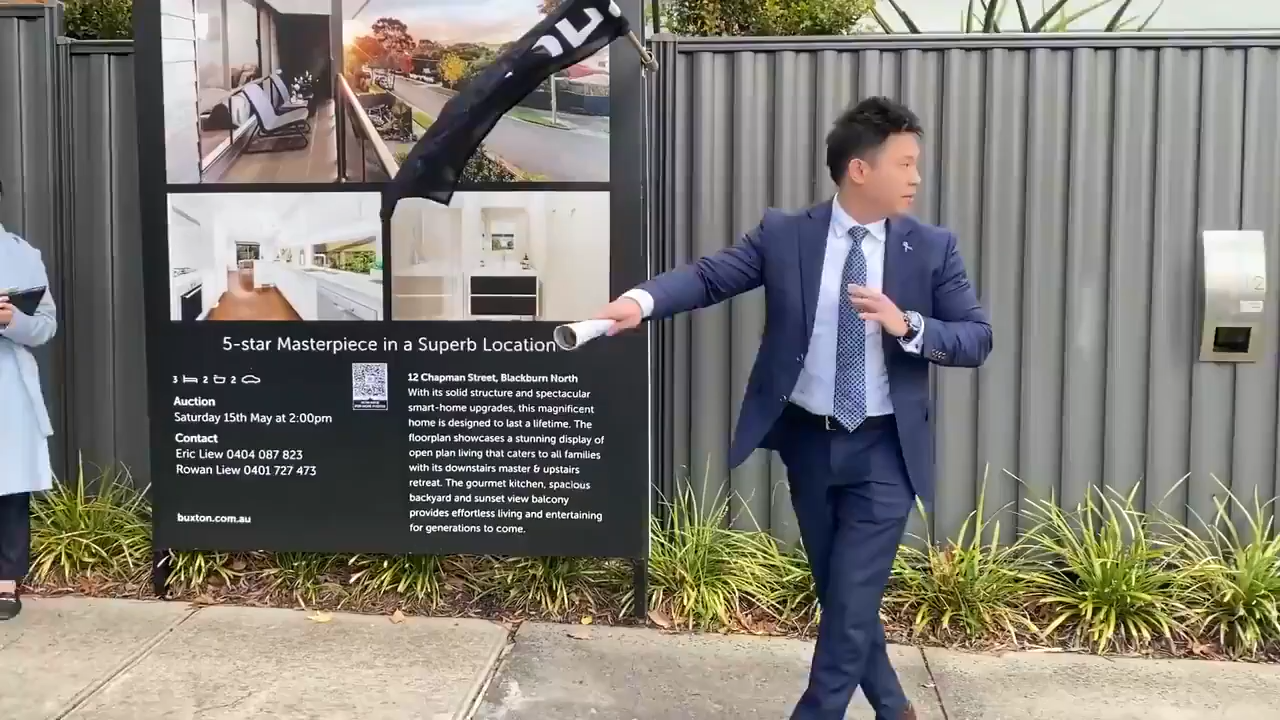 5-star Masterpiece in a Superb Location
3 2 2
Auction
Saturday 15th May at 2:00pm
Contact
Eric Liew 0404 087 823
Rowan Liew 0401 727 473
buxton.com.au
12 Chapman Street, Blackburn North
With its solid structure and spectacular
smart-home upgrades, this magnificent
home is designed to last a lifetime. The
floorplan showcases a stunning display of
open plan living that caters to all families
with its downstairs master & upstairs
retreat. The gourmet kitchen, spacious
backyard and sunset view balcony
provides effortless living and entertaining
for generations to come.